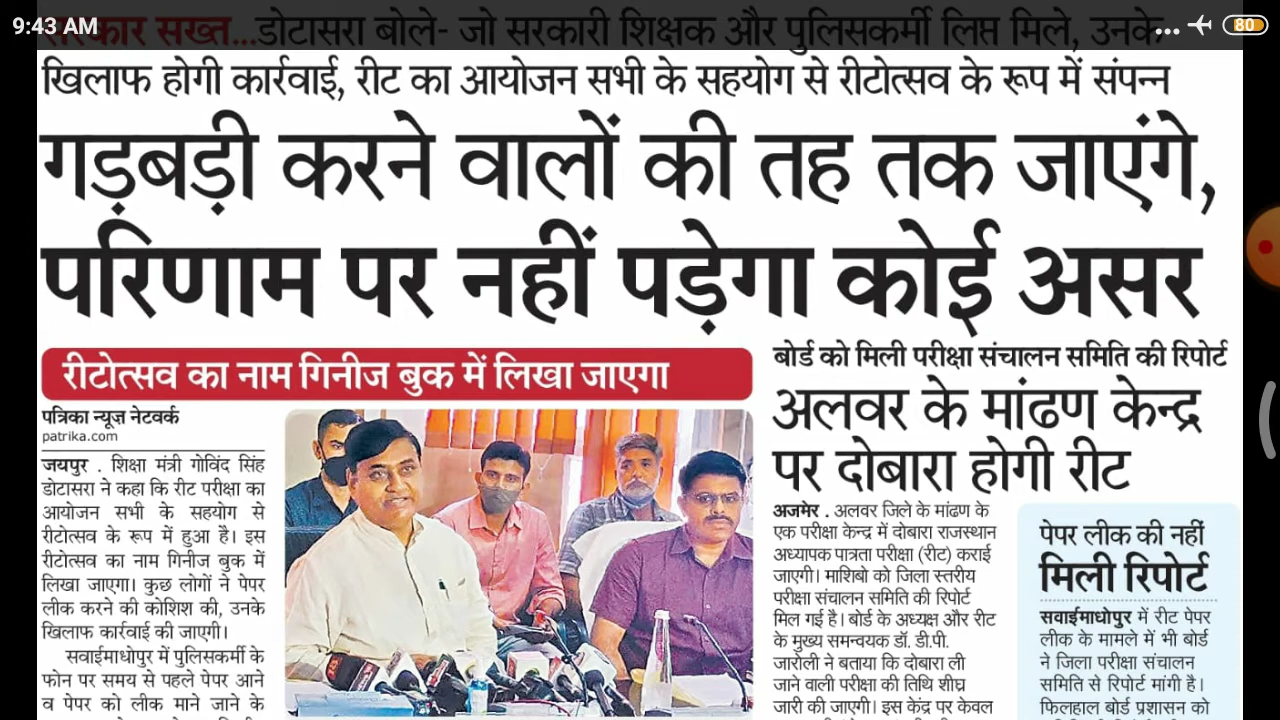 9:43 AM
80
सरकार सख्त...डोटासरा बोले- जो सरकारी शिक्षक और पुलिसकर्मी लिप्त मिले, उनके
खिलाफ होगी कार्रवाई, रीट का आयोजन सभी के सहयोग से रीटोत्सव के रूप में संपन्न
गड़बड़ी करने वालों की तह तक जाएंगे,
परिणाम पर नहीं पड़ेगा कोई असर
रीटोत्सव का नाम गिनीज बुक में लिखा जाएगा
पत्रिका न्यूज़ नेटवर्क
patrika.com
जयपुर . शिक्षा मंत्री गोविंद सिंह
डोटासरा ने कहा कि रीट परीक्षा का
आयोजन सभी के सहयोग से
रीटोत्सव के रूप में हुआ है। इस
रीटोत्सव का नाम गिनीज बुक में
लिखा जाएगा। कुछ लोगों ने पेपर
लीक करने की कोशिश की, उनके
खिलाफ कार्रवाई की जाएगी।
सवाईमाधोपुर में पुलिसकर्मी के
फोन पर समय से पहले पेपर आने
व पेपर को लीक माने जाने के
बोर्ड को मिली परीक्षा संचालन समिति की रिपोर्ट
अलवर के मांढण केन्द्र
पर दोबारा होगी रीट
अजमेर . अलवर जिले के मांढण के
एक परीक्षा केन्द्र में दोबारा राजस्थान
अध्यापक पात्रता परीक्षा (रीट) कराई
जाएगी। माशिबो को जिला स्तरीय
परीक्षा संचालन समिति की रिपोर्ट
मिल गई है। बोर्ड के अध्यक्ष और रीट
के मुख्य समन्वयक डॉ. डी.पी.
जारोली ने बताया कि दोबारा ली
जाने वाली परीक्षा की तिथि शीघ्र
जारी की जाएगी। इस केंद्र पर केवल
पेपर लीक की नहीं
मिली रिपोर्ट
सवाईमाधोपुर में रीट पेपर
लीक के मामले में भी बोर्ड
ने जिला परीक्षा संचालन
समिति से रिपोर्ट मांगी है।
फिलहाल बोर्ड प्रशासन को